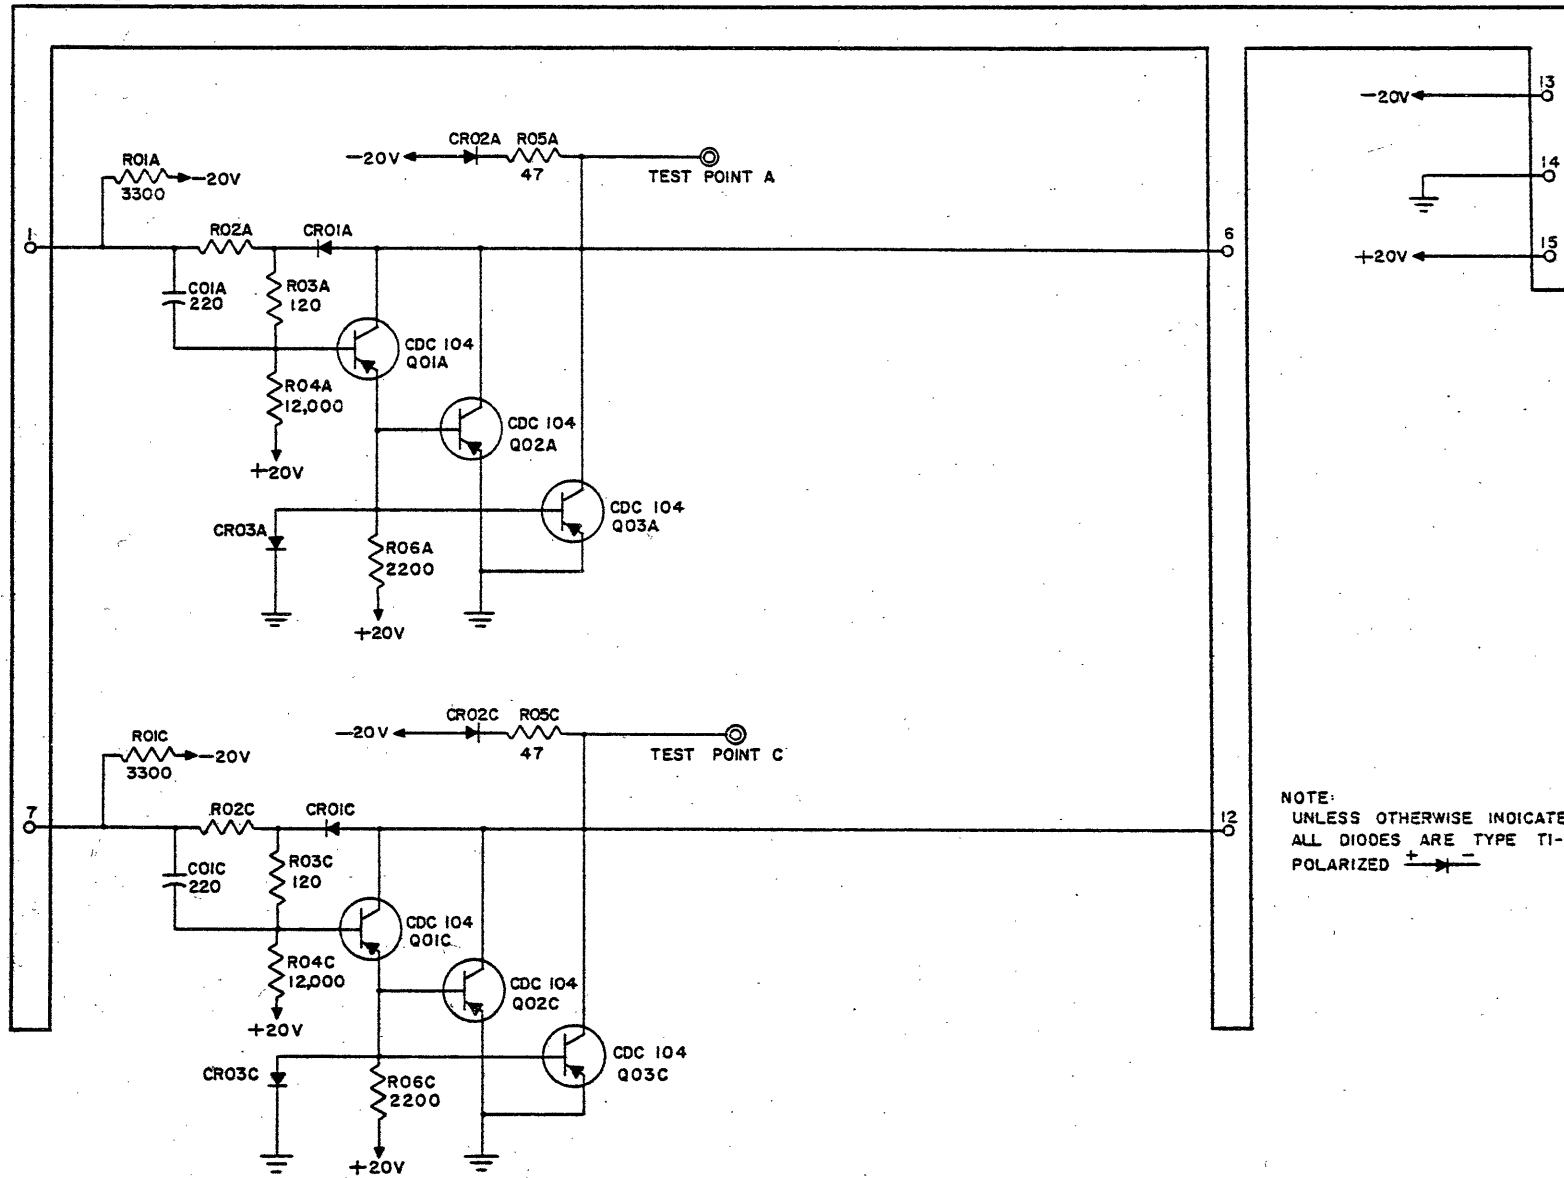 13
-20V
CR02A R05A
-20V
47
TEST POINT A
R01A
-20V
3300
14
1
R02A
CR01A
6
15
+20V
C01A
220
R03A
120
CDC 104
Q01A
R04A
12,000
CDC 104
Q02A
+20V
CDC 104
Q03A
CR03A
R06A
2200
+20V
CR02C R05C
-20V
47
TEST POINT C
R01C
-20V
3300
7
R02C
CR01C
12
NOTE:
UNLESS OTHERWISE INDICATE
ALL DIODES ARE TYPE TI-
POLARIZED + -
C01C
220
R03C
120
CDC 104
Q01C
R04C
12,000
CDC 104
Q02C
+20V
CDC 104
Q03C
CR03C
R06C
2200
+20V